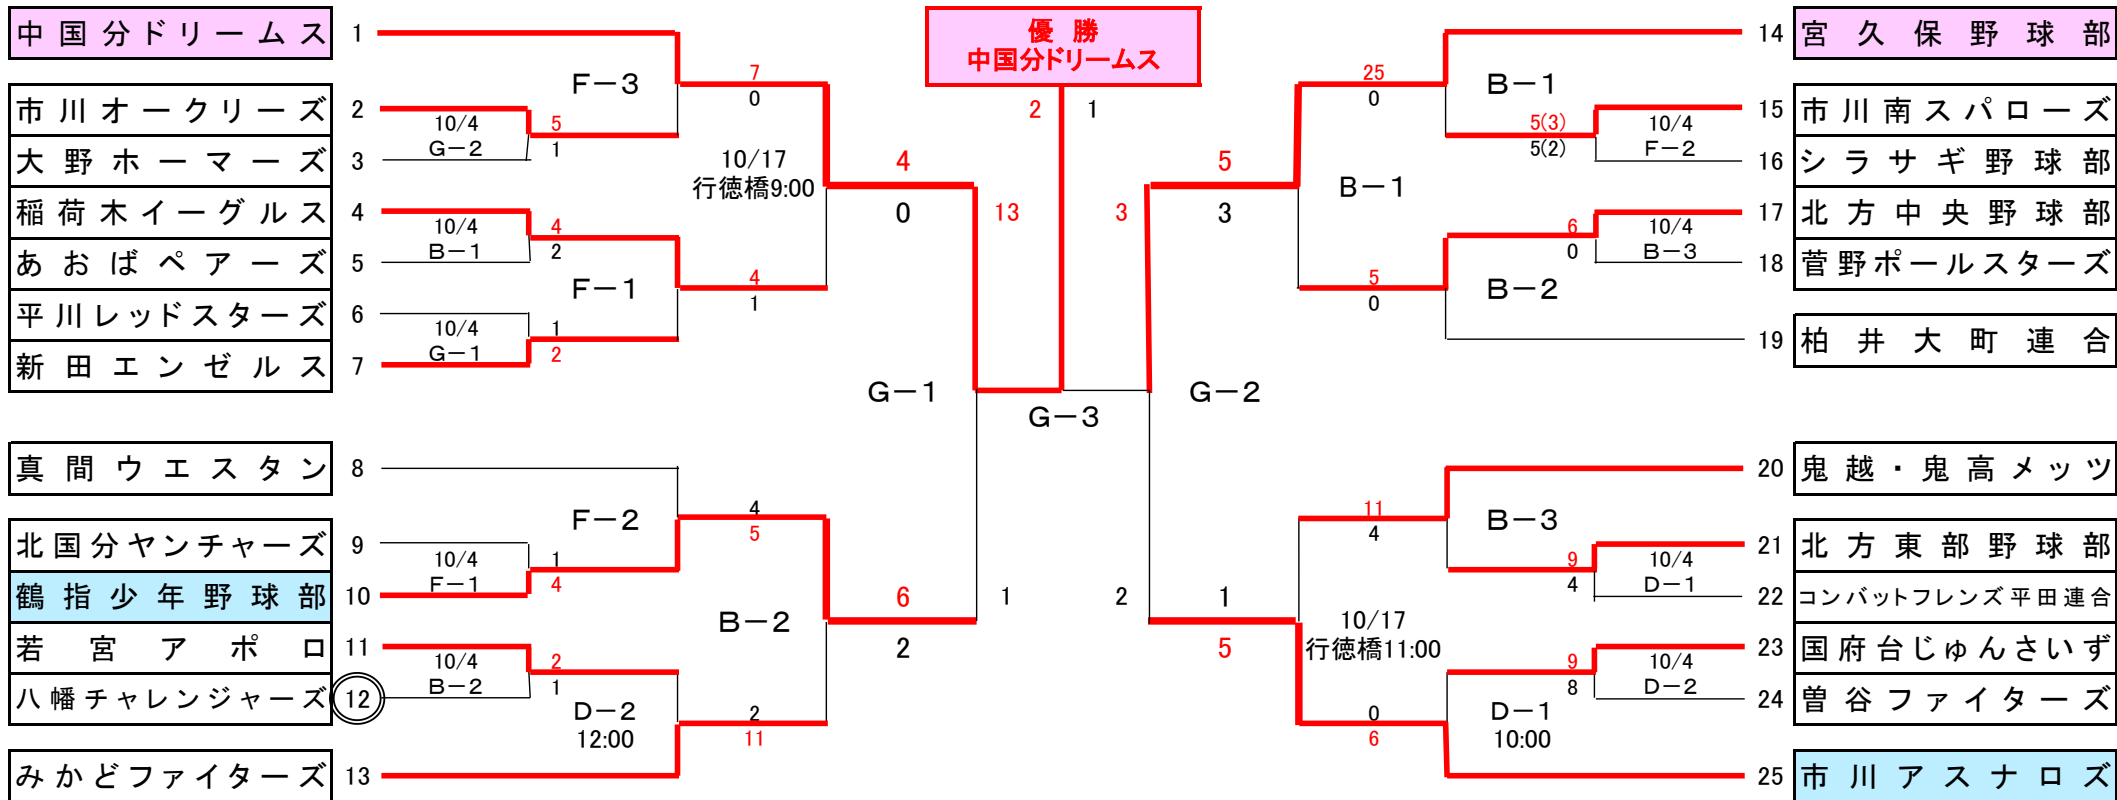 優 勝
中国分ドリームス
2 1
中国分ドリームス 1
市川オークリーズ 2
大野ホーマーズ 3
稲荷木イーグルス 4
あおばペアーズ 5
平川レッドスターズ 6
新田エンゼルス 7
真間ウエスタン 8
北国分ヤンチャーズ 9
鶴指少年野球部 10
若宮アポロ 11
八幡チャレンジャーズ 12
みかどファイターズ 13
10/4
G－2
5
1
10/4
B－1
4
2
10/4
G－1
1
2
10/4
F－1
1
4
10/4
B－2
2
1
F－3
7
0
F－1
4
1
F－2
4
5
D－2
12:00
2
11
10/17
行徳橋9:00
4
0
B－2
6
2
G－1
13
1
G－3
3
2
G－2
5
3
B－1
1
5
10/17
行徳橋11:00
25
0
B－1
5
0
B－2
11
4
B－3
0
6
D－1
10:00
5(3)
5(2)
10/4
F－2
6
0
10/4
B－3
9
4
10/4
D－1
9
8
10/4
D－2
14 宮久保野球部
15 市川南スパローズ
16 シラサギ野球部
17 北方中央野球部
18 菅野ポールスターズ
19 柏井大町連合
20 鬼越・鬼高メッツ
21 北方東部野球部
22 コンバットフレンズ平田連合
23 国府台じゅんさいず
24 曽谷ファイターズ
25 市川アスナロズ